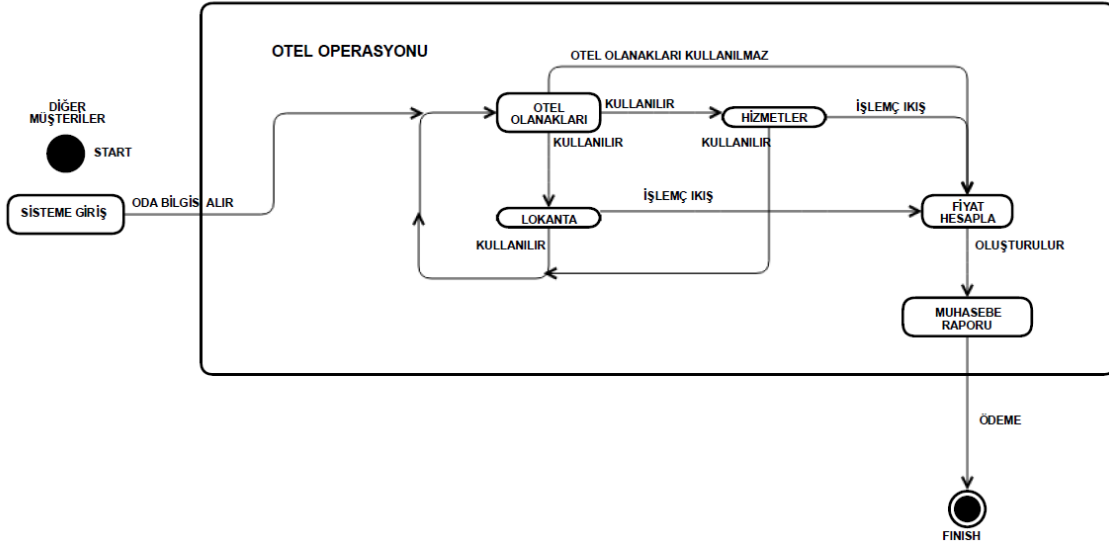 OTEL OPERASYONU
OTEL OLANAKLARI KULLANILMAZ
DİĞER
MÜŞTERİLER
START
SİSTEME GİRİŞ
ODA BİLGİSİ ALIR
OTEL
OLANAKLARI
KULLANILIR
HİZMETLER
İŞLEMÇ IKIŞ
KULLANILIR
KULLANILIR
LOKANTA
İŞLEMÇ IKIŞ
FİYAT
HESAPLA
KULLANILIR
OLUŞTURULUR
MUHASEBE
RAPORU
ÖDEME
FINISH